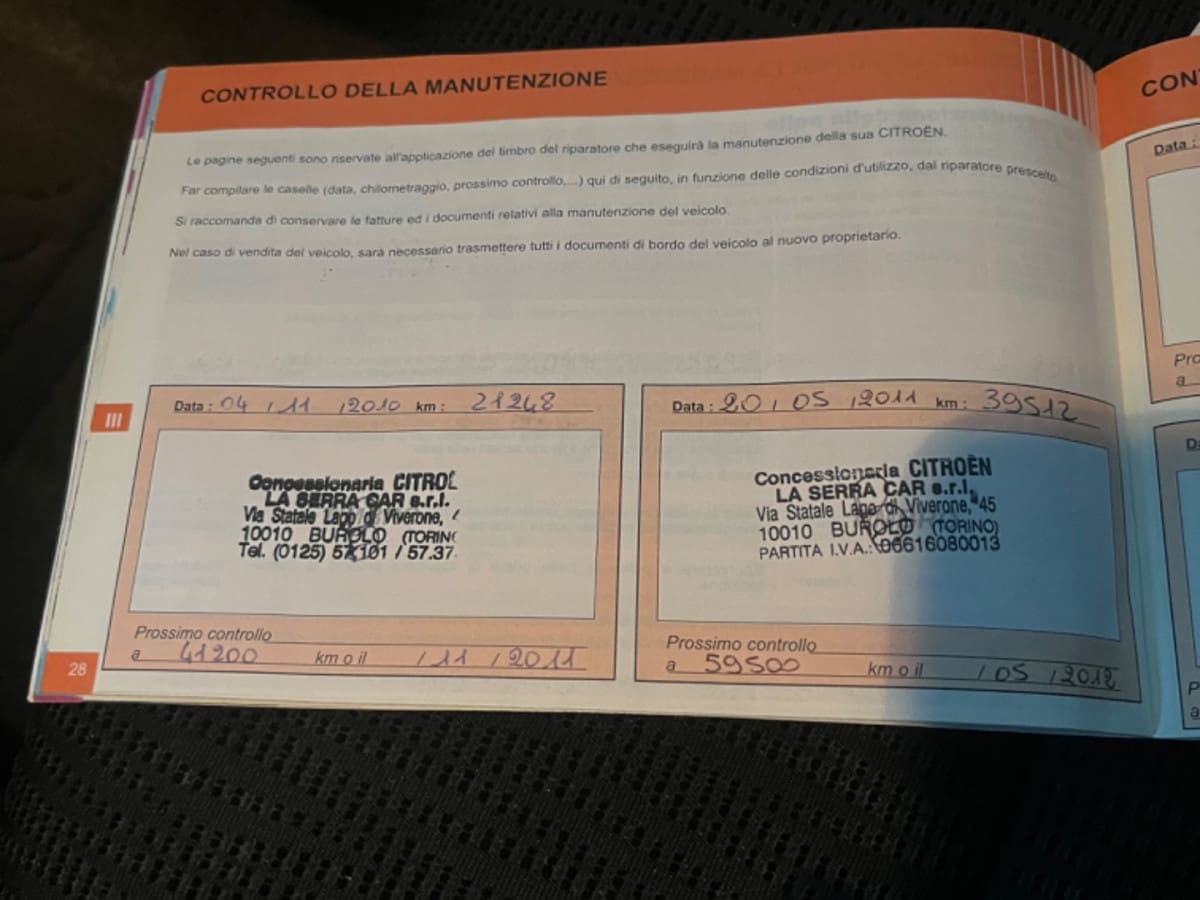 CONTROLLO DELLA MANUTENZIONE
Le pagine seguenti sono riservate all'applicazione del timbro del riparatore che eseguirà la manutenzione della sua CITROËN.
Far compilare le caselle (data, chilometraggio, prossimo controllo,...) qui di seguito, in funzione delle condizioni d'utilizzo, dal riparatore prescelto
Si raccomanda di conservare le fatture ed i documenti relativi alla manutenzione del veicolo.
Nel caso di vendita del veicolo, sarà necessario trasmettere tutti i documenti di bordo del veicolo al nuovo proprietario.
III
Data : 04 / 11 / 2010 km : 21248
Concessionaria CITROË
LA SERRA CAR s.r.l.
Via Statale Lago di Viverone,
10010 BUROLO (TORINO
Tel. (0125) 57.101 / 57.37
Prossimo controllo
a 41200 km o il / 11 / 2011
Data : 20 / 05 / 2011 km : 39512
Concessionaria CITROËN
LA SERRA CAR s.r.l.
Via Statale Lago di Viverone, 45
10010 BUROLO (TORINO)
PARTITA I.V.A.: 06616080013
Prossimo controllo
a 59500 km o il / 05 / 2012
28
CON
Data :
Pro
a
D
P
a